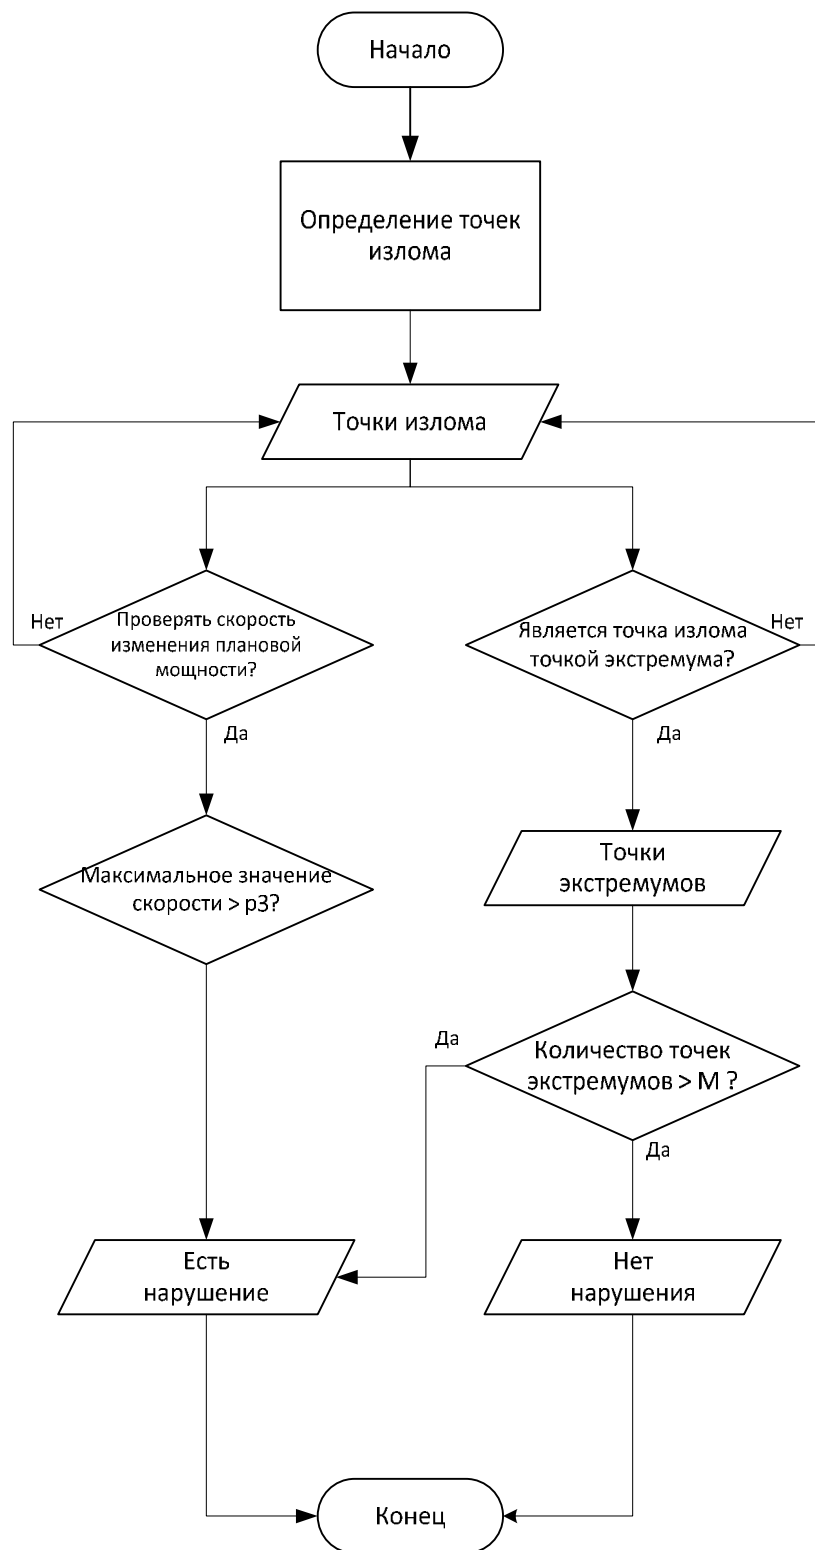 Начало
Определение точек
излома
Точки излома
Нет
Проверять скорость
изменения плановой
мощности?
Является точка излома
точкой экстремума?
Нет
Да
Да
Максимальное значение
скорости > p3?
Точки
экстремумов
Да
Количество точек
экстремумов > M ?
Да
Есть
нарушение
Нет
нарушения
Конец